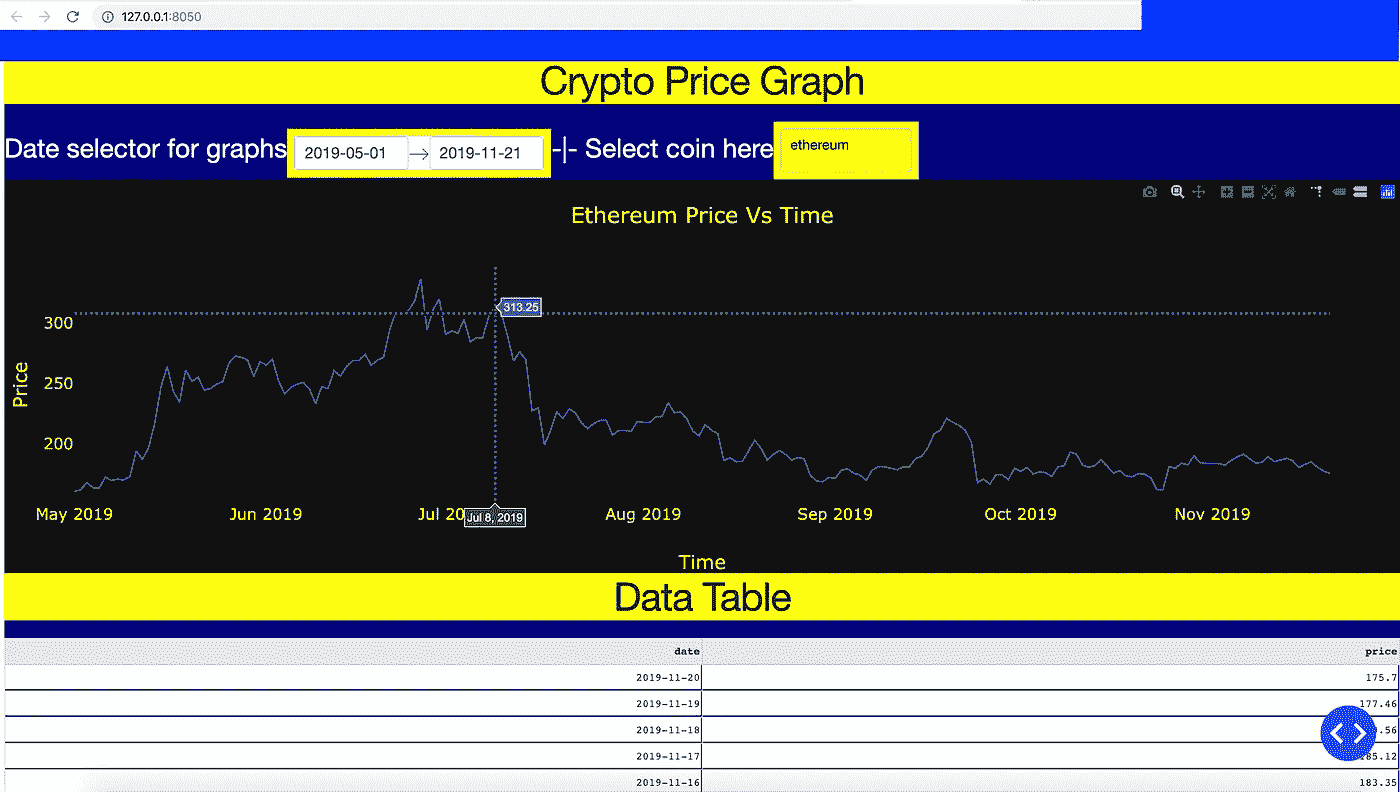 127.0.0.1:8050
Crypto Price Graph
Date selector for graphs 2019-05-01 → 2019-11-21 -|- Select coin here ethereum
Ethereum Price Vs Time
313.25
300
250
200
Price
May 2019 Jun 2019 Jul 20 Jul 8, 2019 Aug 2019 Sep 2019 Oct 2019 Nov 2019
Time
Data Table
date price
2019-11-20 175.7
2019-11-19 177.46
2019-11-18 .56
2019-11-17 185.12
2019-11-16 183.35